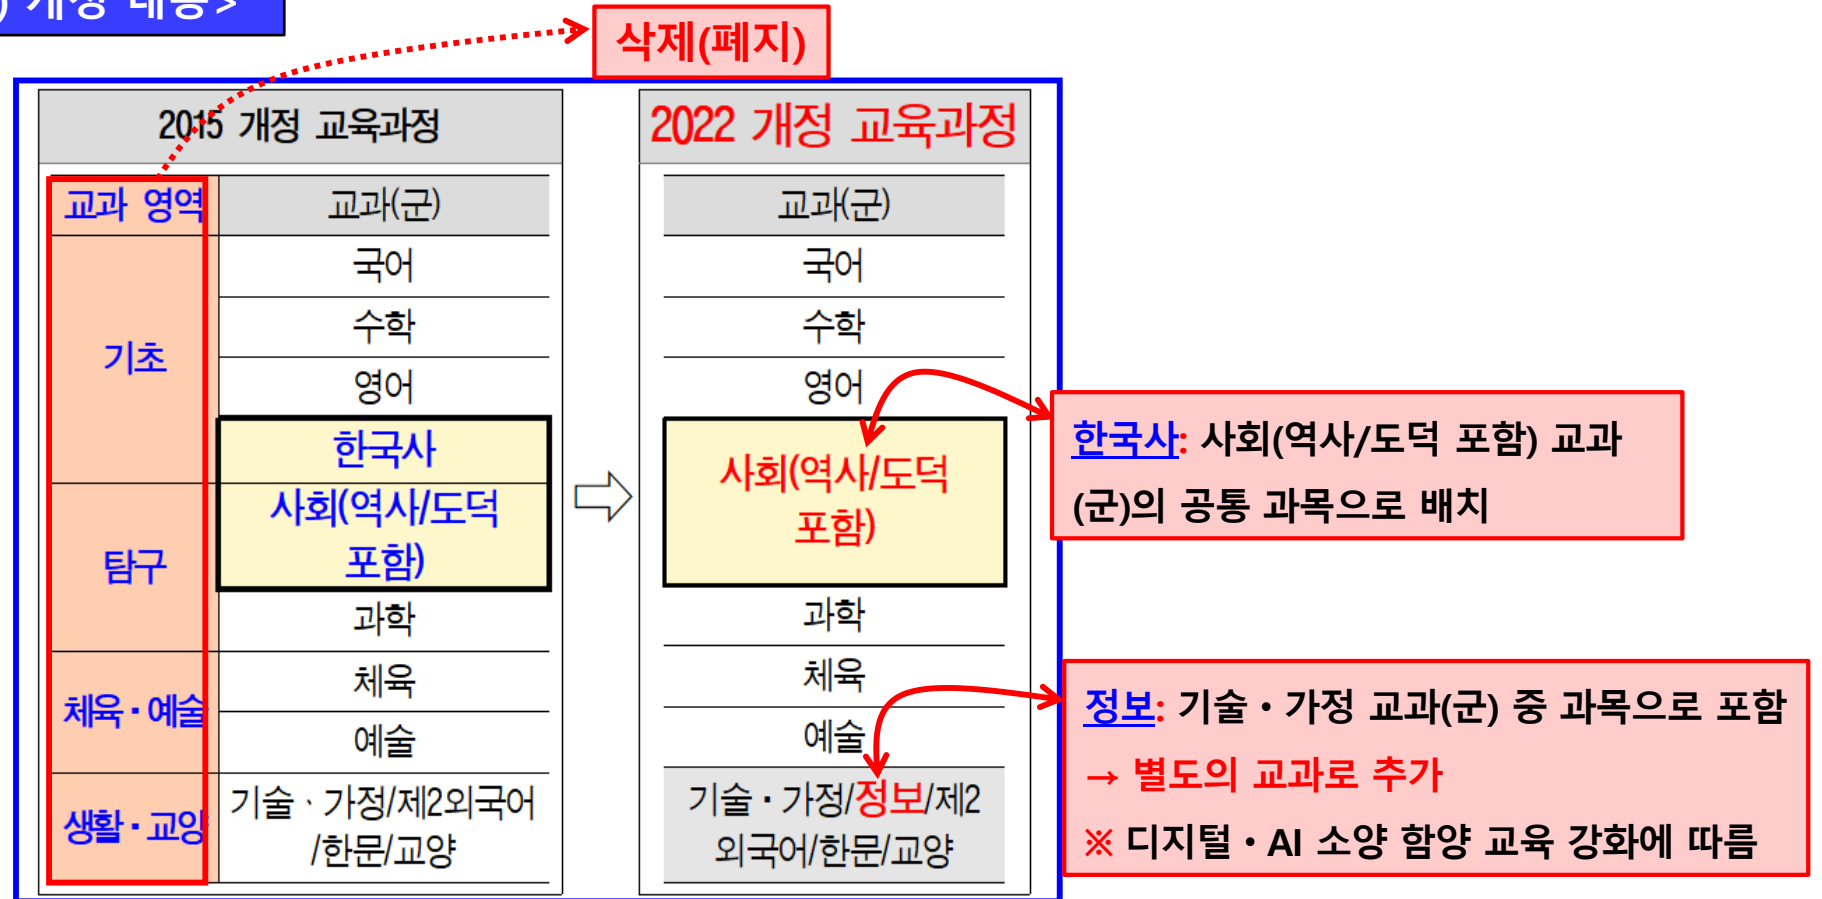 ) 개정 내용>
삭제(폐지)
2015 개정 교육과정
교과 영역
교과(군)
기초
국어
수학
영어
한국사
탐구
사회(역사/도덕
포함)
과학
체육・예술
체육
예술
생활・교양
기술・가정/제2외국어
/한문/교양
2022 개정 교육과정
교과(군)
국어
수학
영어
사회(역사/도덕
포함)
과학
체육
예술
기술・가정/정보/제2
외국어/한문/교양
한국사: 사회(역사/도덕 포함) 교과
(군)의 공통 과목으로 배치
정보: 기술・가정 교과(군) 중 과목으로 포함
→ 별도의 교과로 추가
※ 디지털・AI 소양 함양 교육 강화에 따름